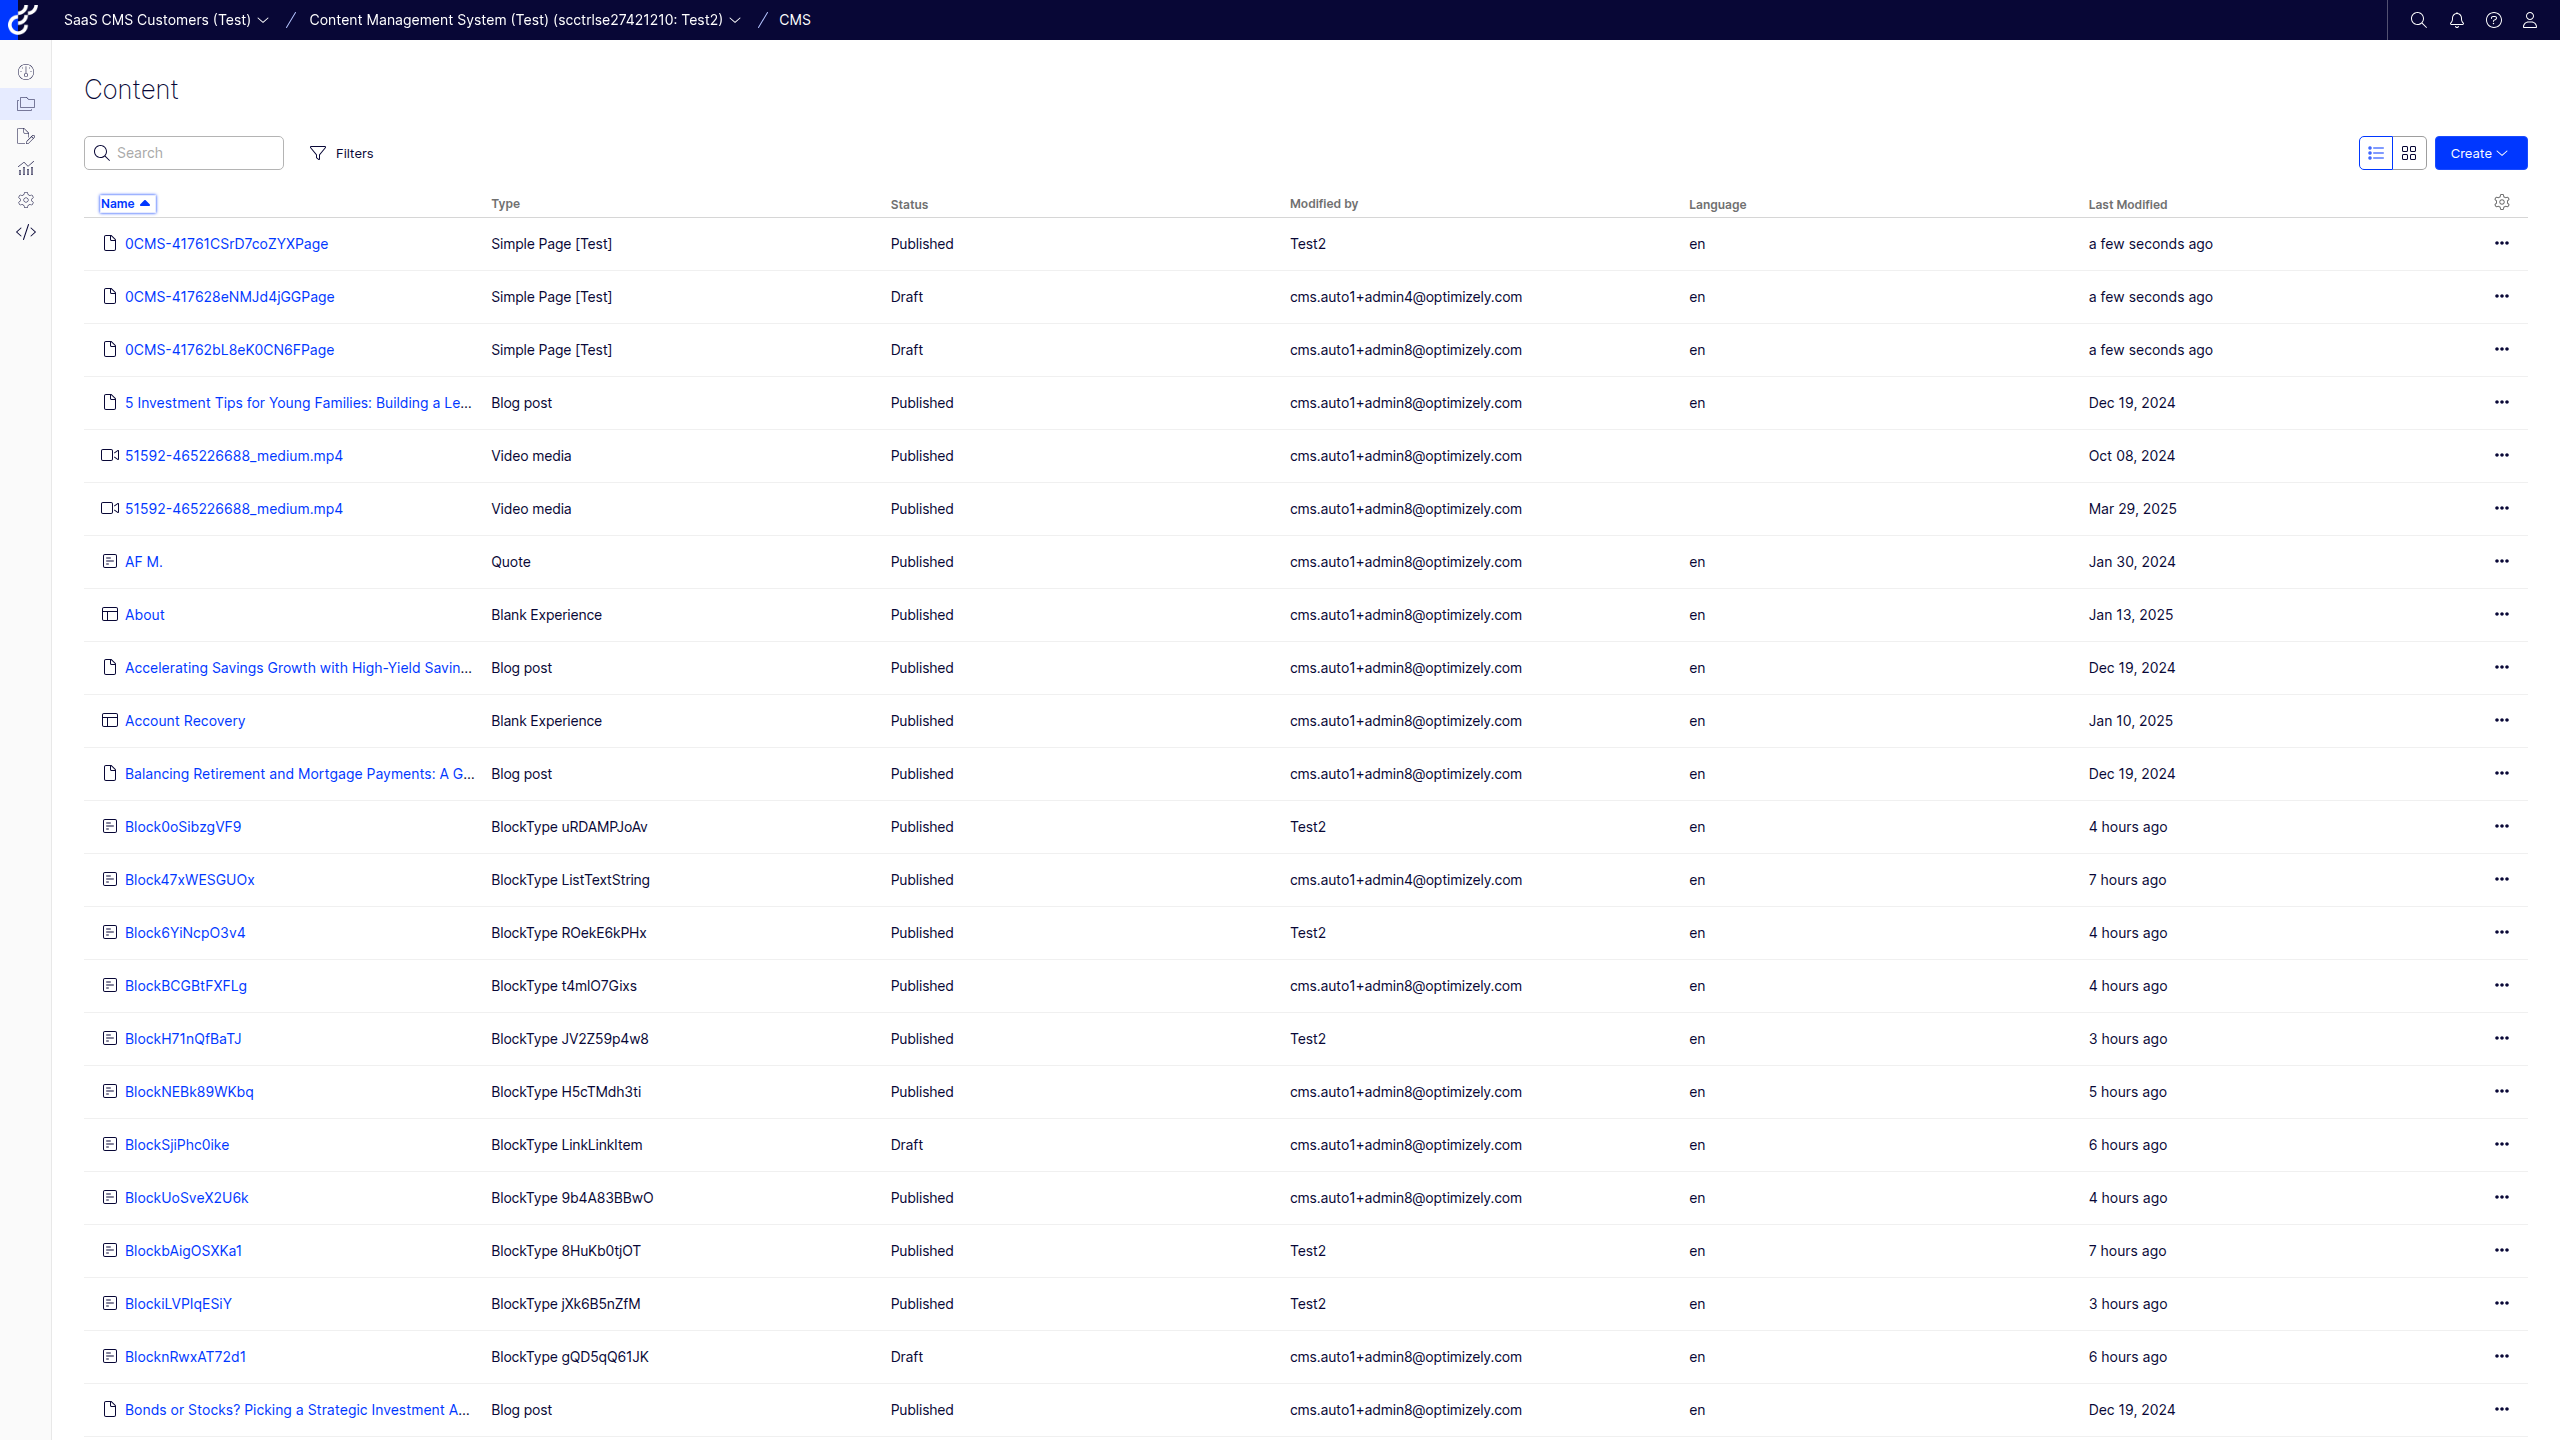 SaaS CMS Customers (Test) / Content Management System (Test) (scctrlse27421210: Test2) / CMS
Content
Search Filters Create
Name Type Status Modified by Language Last Modified
0CMS-41761CSrD7coZYXPage Simple Page [Test] Published Test2 en a few seconds ago
0CMS-417628eNMJd4jGGPage Simple Page [Test] Draft cms.auto1+admin4@optimizely.com en a few seconds ago
0CMS-41762bL8eK0CN6FPage Simple Page [Test] Draft cms.auto1+admin8@optimizely.com en a few seconds ago
5 Investment Tips for Young Families: Building a Le... Blog post Published cms.auto1+admin8@optimizely.com en Dec 19, 2024
51592-465226688_medium.mp4 Video media Published cms.auto1+admin8@optimizely.com Oct 08, 2024
51592-465226688_medium.mp4 Video media Published cms.auto1+admin8@optimizely.com Mar 29, 2025
AF M. Quote Published cms.auto1+admin8@optimizely.com en Jan 30, 2024
About Blank Experience Published cms.auto1+admin8@optimizely.com en Jan 13, 2025
Accelerating Savings Growth with High-Yield Savin... Blog post Published cms.auto1+admin8@optimizely.com en Dec 19, 2024
Account Recovery Blank Experience Published cms.auto1+admin8@optimizely.com en Jan 10, 2025
Balancing Retirement and Mortgage Payments: A G... Blog post Published cms.auto1+admin8@optimizely.com en Dec 19, 2024
Block0oSibzgVF9 BlockType uRDAMPJoAv Published Test2 en 4 hours ago
Block47xWESGUOx BlockType ListTextString Published cms.auto1+admin4@optimizely.com en 7 hours ago
Block6YiNcpO3v4 BlockType ROekE6kPHx Published Test2 en 4 hours ago
BlockBCGBtFXFLg BlockType t4mlO7Gixs Published cms.auto1+admin8@optimizely.com en 4 hours ago
BlockH71nQfBaTJ BlockType JV2Z59p4w8 Published Test2 en 3 hours ago
BlockNEBk89WKbq BlockType H5cTMdh3ti Published cms.auto1+admin8@optimizely.com en 5 hours ago
BlockSjiPhc0ike BlockType LinkLinkItem Draft cms.auto1+admin8@optimizely.com en 6 hours ago
BlockUoSveX2U6k BlockType 9b4A83BBwO Published cms.auto1+admin8@optimizely.com en 4 hours ago
BlockbAigOSXKa1 BlockType 8HuKb0tjOT Published Test2 en 7 hours ago
BlockiLVPlqESiY BlockType jXk6B5nZfM Published Test2 en 3 hours ago
BlocknRwxAT72d1 BlockType gQD5qQ61JK Draft cms.auto1+admin8@optimizely.com en 6 hours ago
Bonds or Stocks? Picking a Strategic Investment A... Blog post Published cms.auto1+admin8@optimizely.com en Dec 19, 2024